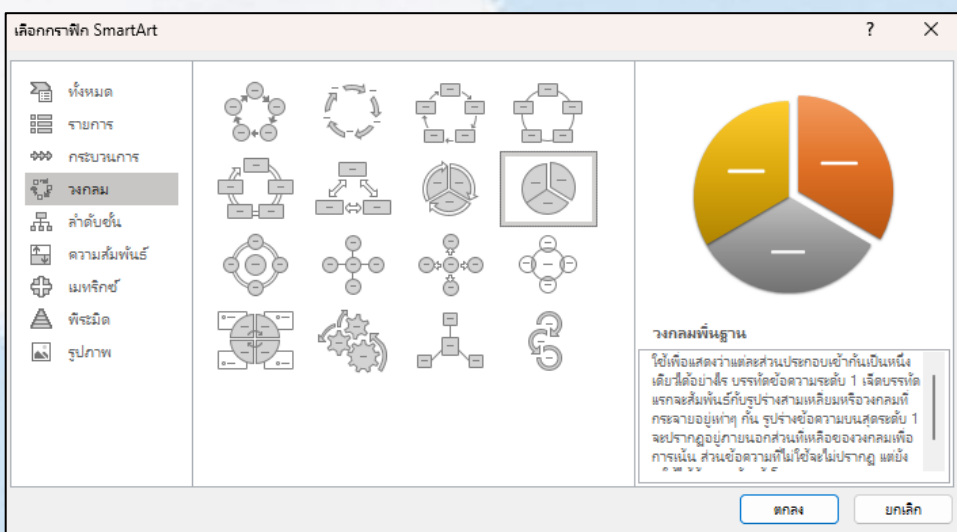 เลือกกราฟิก SmartArt
?
ทั้งหมด
รายการ
กระบวนการ
วงกลม
ลำดับชั้น
ความสัมพันธ์
เมทริกซ์
พีระมิด
รูปภาพ
วงกลมพื้นฐาน
ใช้เพื่อแสดงว่าแต่ละส่วนประกอบเข้ากันเป็นหนึ่ง
เดียวได้อย่างไร บรรทัดข้อความระดับ 1 เจ็ดบรรทัด
แรกจะสัมพันธ์กับรูปร่างสามเหลี่ยมหรือวงกลมที่
กระจายอยู่เท่าๆ กัน รูปร่างข้อความบนสุดระดับ 1
จะปรากฏอยู่ภายนอกส่วนที่เหลือของวงกลมเพื่อ
การเน้น ส่วนข้อความที่ไม่ใช้จะไม่ปรากฏ แต่ยัง
ตกลง
ยกเลิก